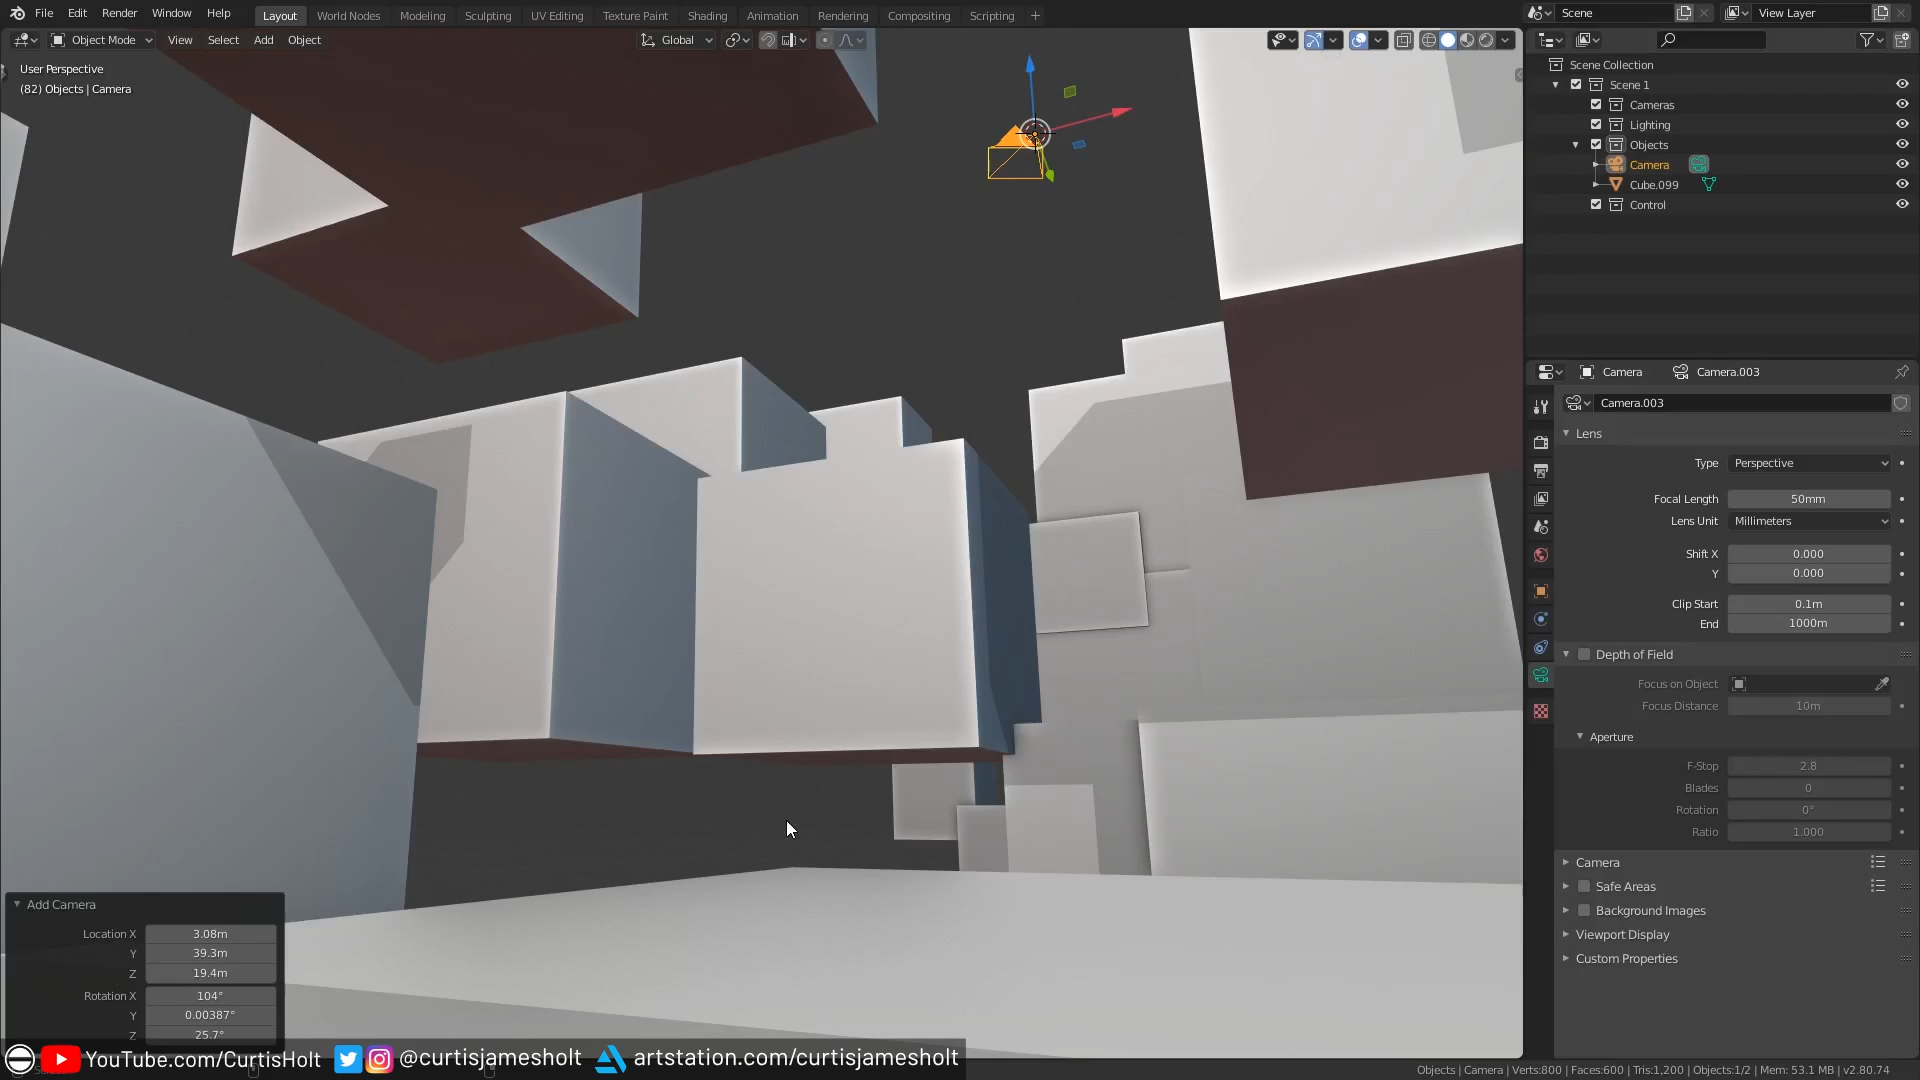 File Edit Render Window Help Layout World Nodes Modeling Sculpting UV Editing Texture Paint Shading Animation Rendering Compositing Scripting + Scene View Layer
Object Mode View Select Add Object Global
User Perspective
(82) Objects | Camera
Scene Collection
Scene 1
Cameras
Lighting
Objects
Camera
Cube.099
Control
Camera Camera.003
Camera.003
Lens
Type Perspective
Focal Length 50mm
Lens Unit Millimeters
Shift X 0.000
Y 0.000
Clip Start 0.1m
End 1000m
Depth of Field
Focus on Object
Focus Distance 10m
Aperture
F-Stop 2.8
Blades 0
Rotation 0°
Ratio 1.000
Camera
Safe Areas
Background Images
Viewport Display
Custom Properties
Add Camera
Location X 3.08m
Y 39.3m
Z 19.4m
Rotation X 104°
Y 0.00387°
Z 25.7°
YouTube.com/CurtisHolt @curtisjamesholt artstation.com/curtisjamesholt
Objects | Camera | Verts:800 | Faces:600 | Tris:1,200 | Objects:1/2 | Mem: 53.1 MB | v2.80.74